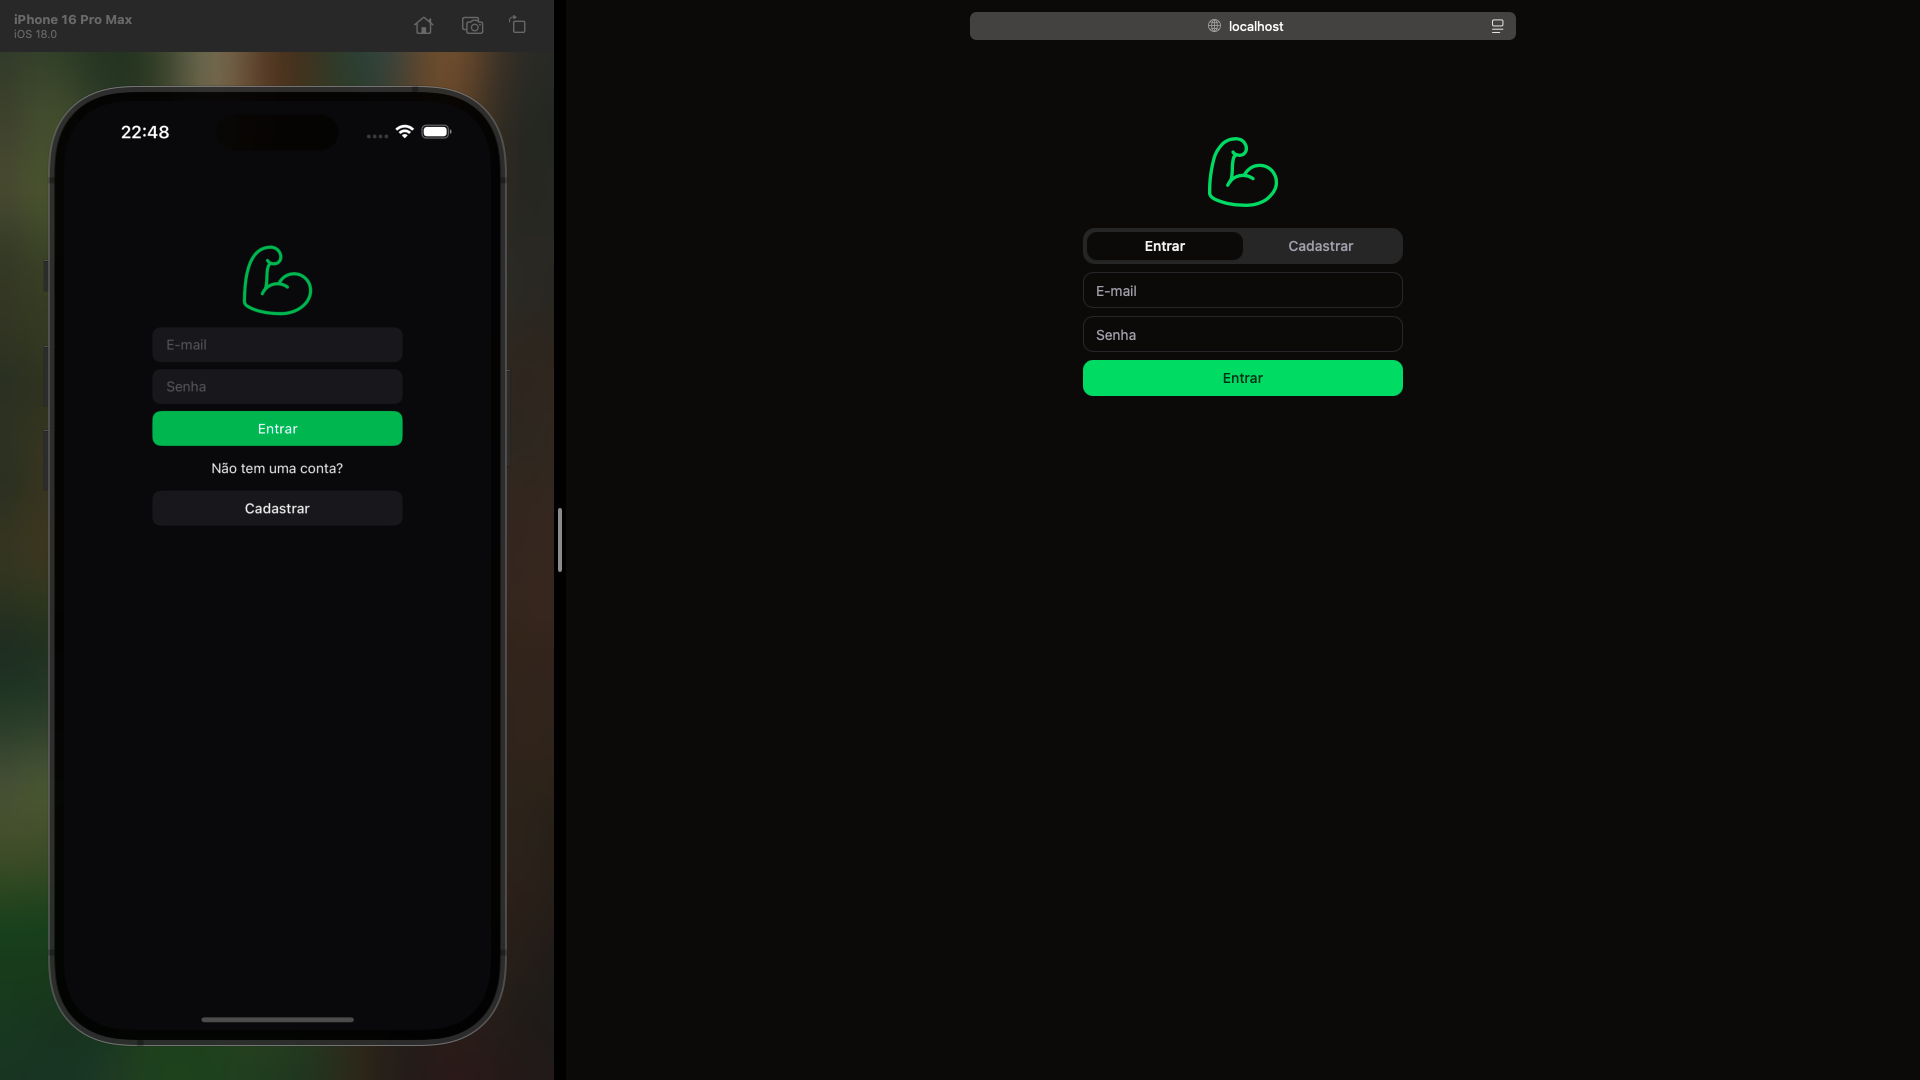 iPhone 16 Pro Max
iOS 18.0
22:48
E-mail
Senha
Entrar
Não tem uma conta?
Cadastrar
localhost
Entrar Cadastrar
E-mail
Senha
Entrar